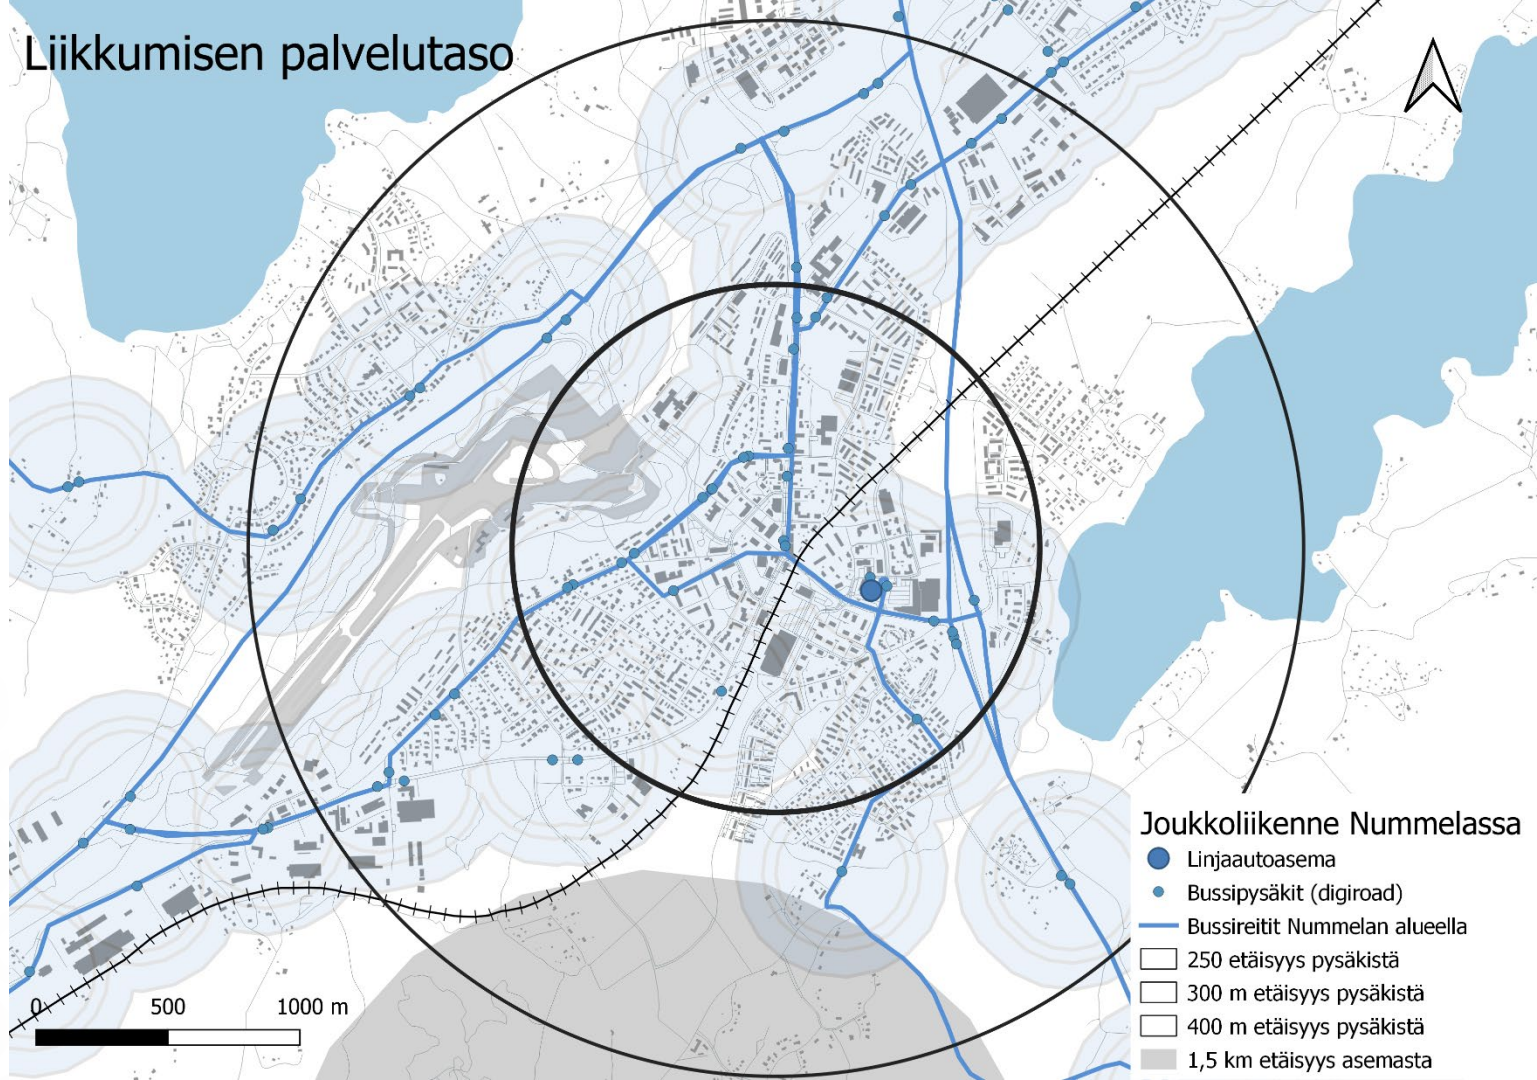 Liikkumisen palvelutaso
Joukkoliikenne Nummelassa
Linjaautoasema
Bussipysäkit (digiroad)
Bussireitit Nummelan alueella
250 etäisyys pysäkistä
300 m etäisyys pysäkistä
400 m etäisyys pysäkistä
1,5 km etäisyys asemasta
0 500 1000 m